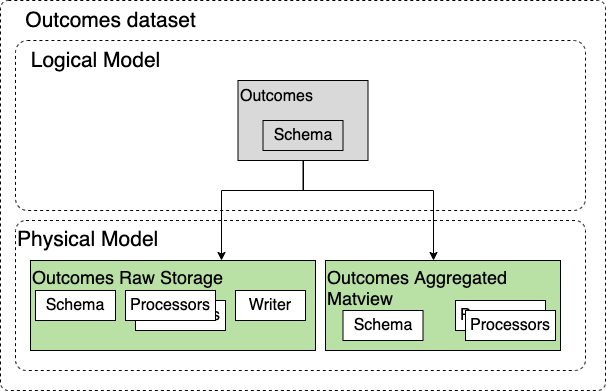 Outcomes dataset
Logical Model
Outcomes
Schema
Physical Model
Outcomes Raw Storage
Schema
Processors
Writer
Outcomes Aggregated
Matview
Schema
Processors